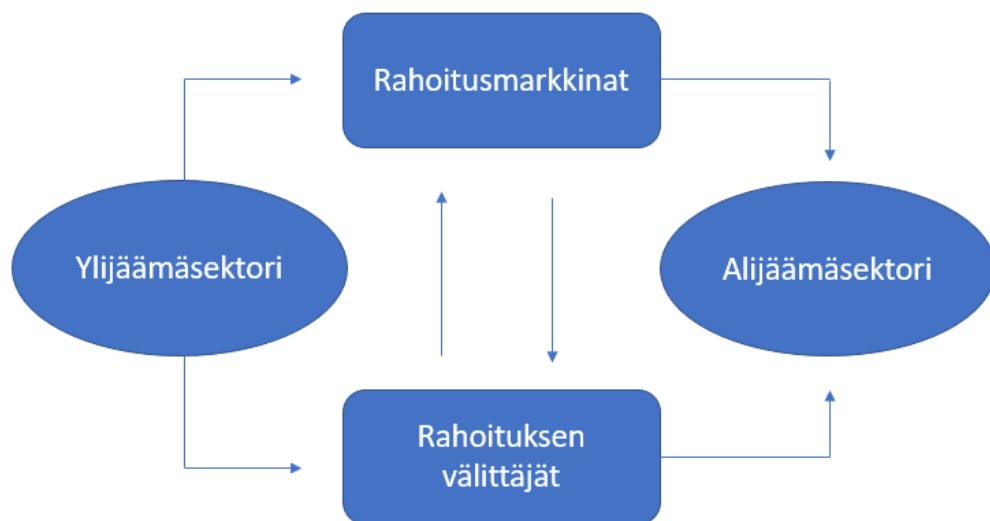 Rahoitusmarkkinat
Ylijäämäsektori
Alijäämäsektori
Rahoituksen
välittäjät